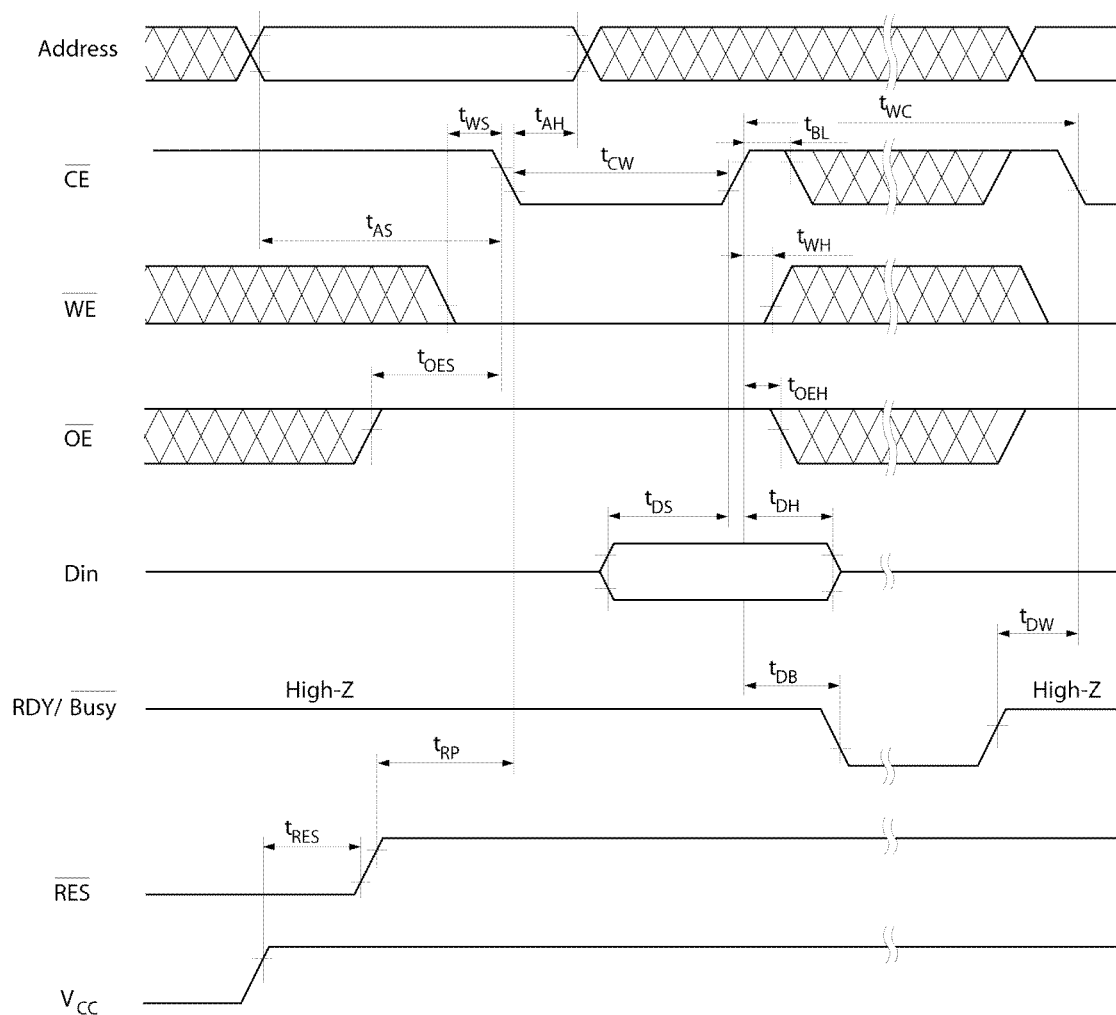 Address
tWC
tWS
tAH
tBL
CE
tCW
tAS
tWH
WE
tOES
tOEH
OE
tDS
tDH
Din
tDW
tDB
High-Z
High-Z
RDY/ Busy
tRP
tRES
RES
VCC